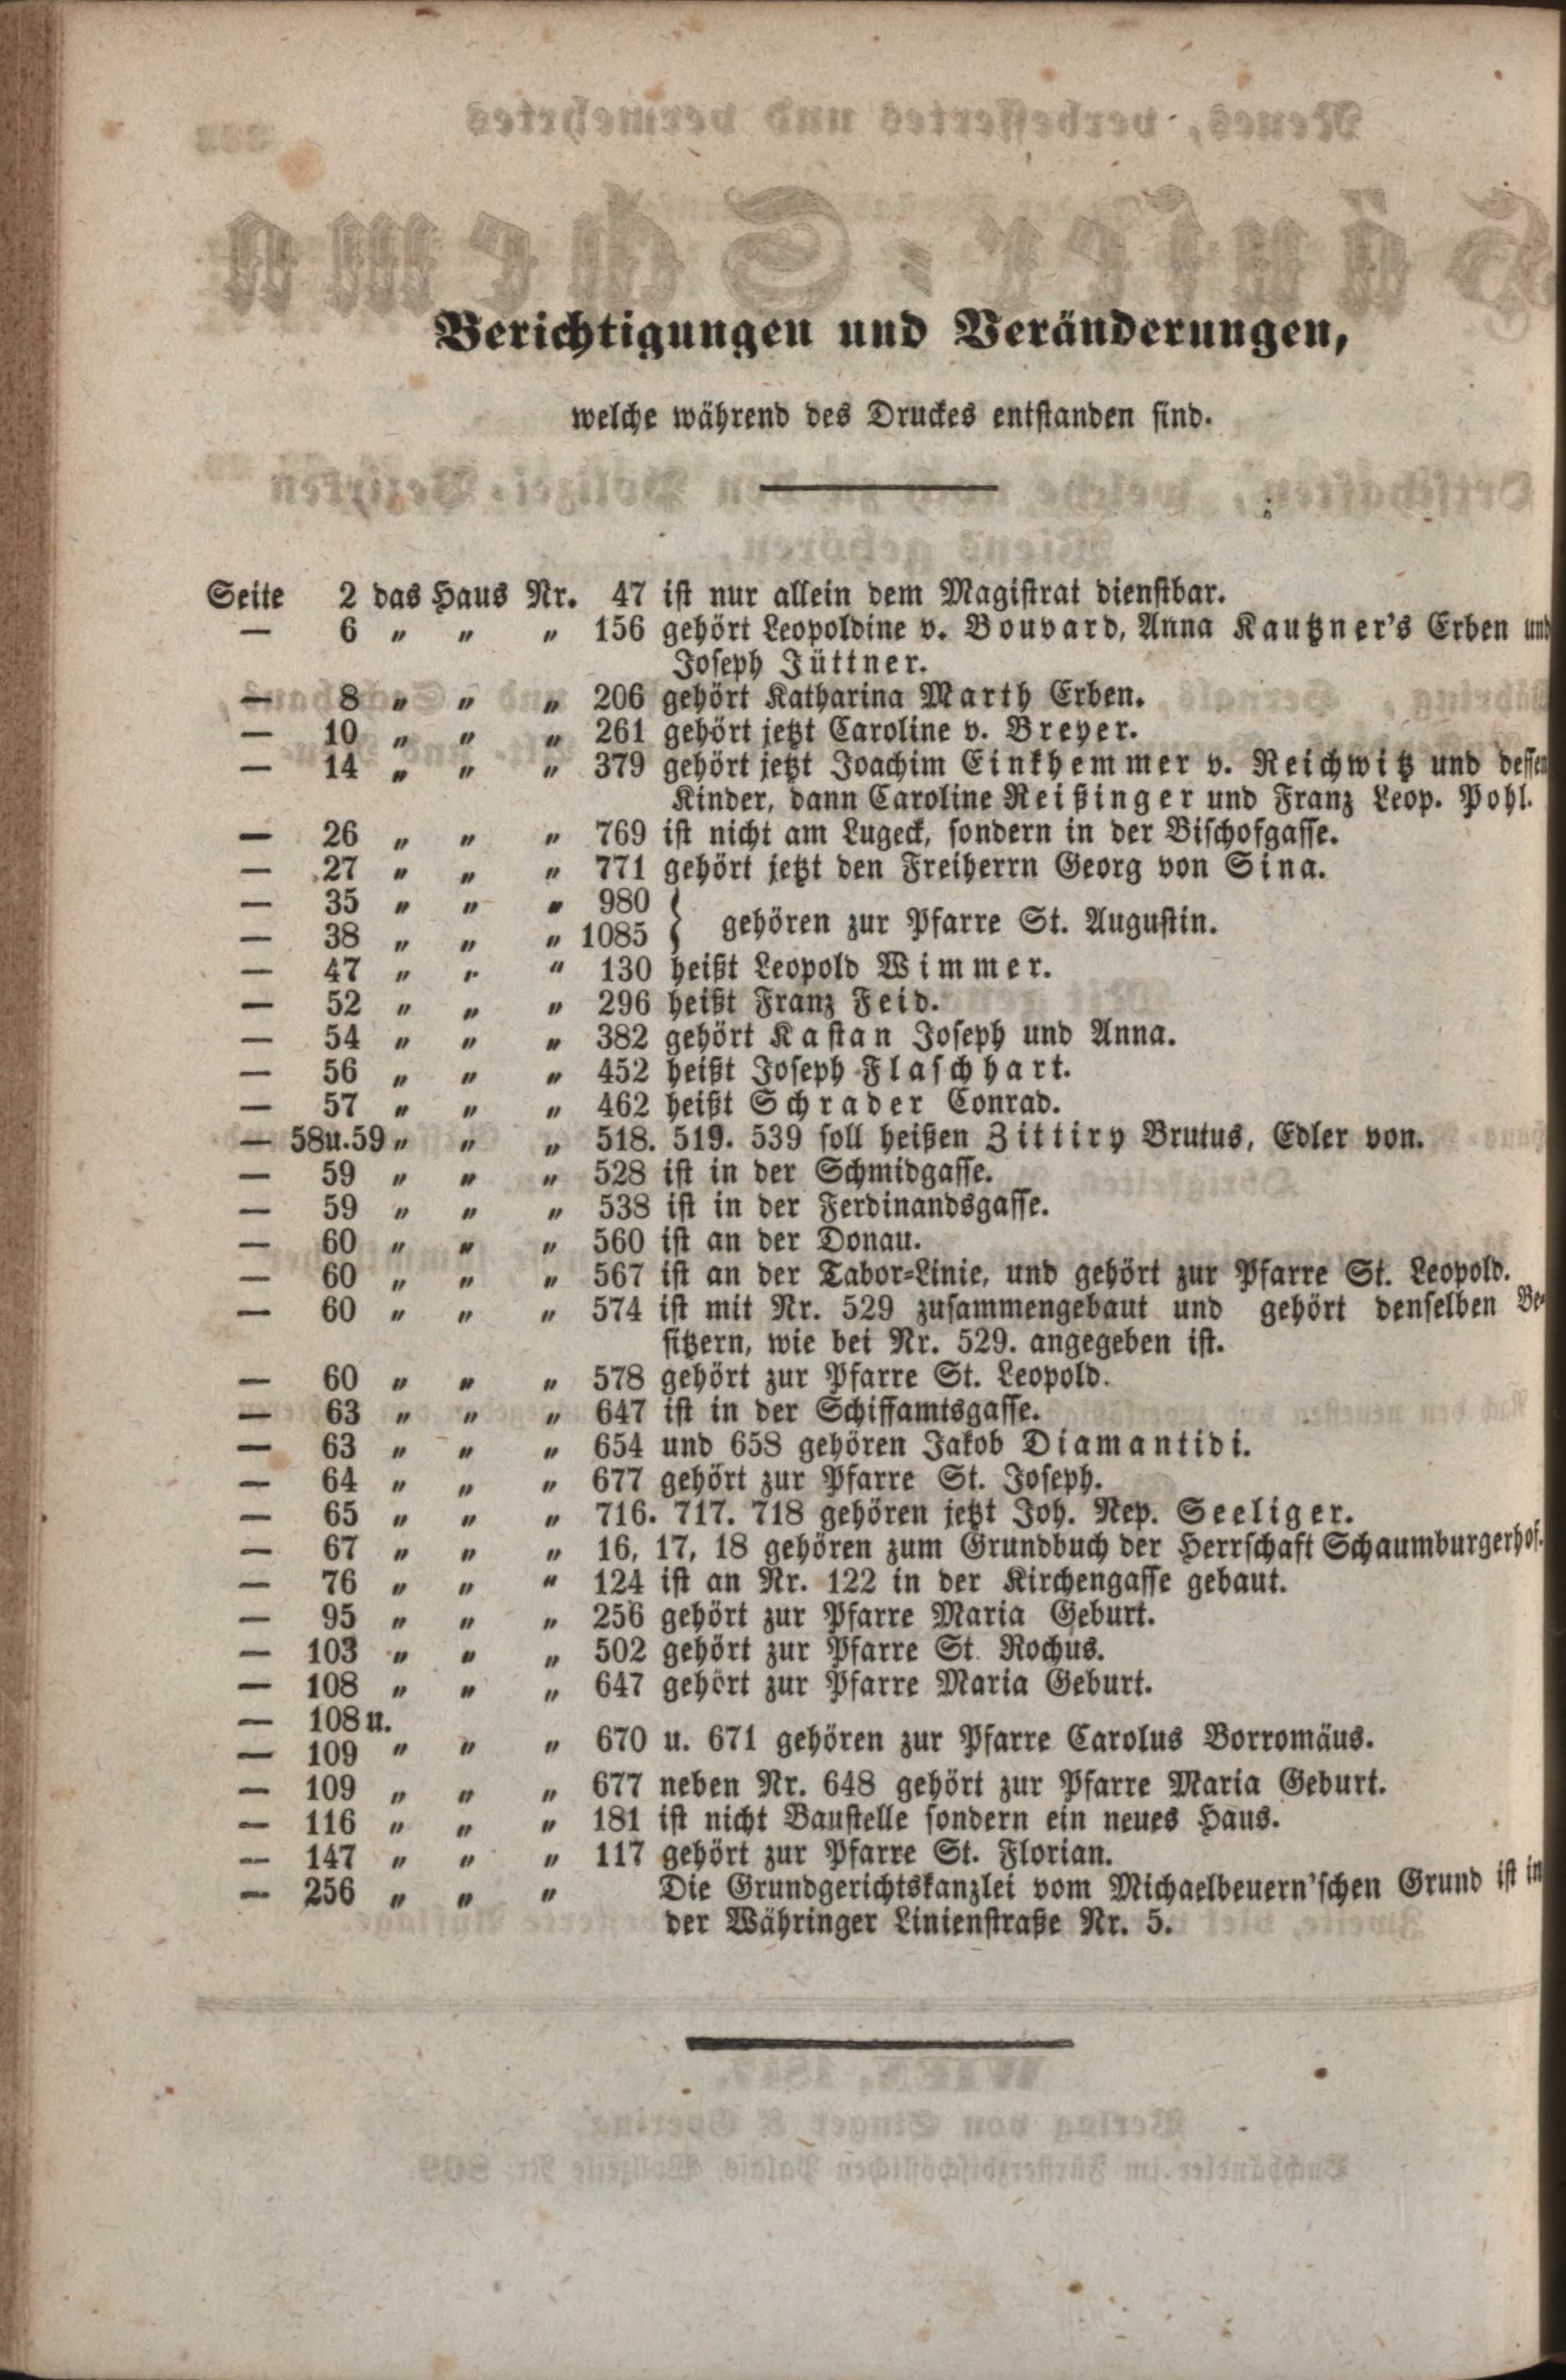 Berichtigungen und Veränderungen,
welche während des Druckes entstanden sind.
Seite 2 das Haus Nr. 47 ist nur allein dem Magistrat dienstbar.
— 6 „ „ „ 156 gehört Leopoldine v. Bouvard, Anna Kautzner's Erben und
Joseph Jüttner.
— 8 „ „ „ 206 gehört Katharina Marth Erben.
— 10 „ „ „ 261 gehört jetzt Caroline v. Breyer.
— 14 „ „ „ 379 gehört jetzt Joachim Einkhemmer v. Reichwitz und dessen
Kinder, dann Caroline Reißinger und Franz Leop. Pohl.
— 26 „ „ „ 769 ist nicht am Lugeck, sondern in der Bischofgasse.
— 27 „ „ „ 771 gehört jetzt den Freiherrn Georg von Sina.
— 35 „ „ „ 980
— 38 „ „ „ 1085 } gehören zur Pfarre St. Augustin.
— 47 „ „ „ 130 heißt Leopold Wimmer.
— 52 „ „ „ 296 heißt Franz Feid.
— 54 „ „ „ 382 gehört Kastan Joseph und Anna.
— 56 „ „ „ 452 heißt Joseph Flaschhart.
— 57 „ „ „ 462 heißt Schrader Conrad.
— 58u.59 „ „ „ 518. 519. 539 soll heißen Zittiry Brutus, Edler von.
— 59 „ „ „ 528 ist in der Schmidgasse.
— 59 „ „ „ 538 ist in der Ferdinandsgasse.
— 60 „ „ „ 560 ist an der Donau.
— 60 „ „ „ 567 ist an der Tabor-Linie, und gehört zur Pfarre St. Leopold.
— 60 „ „ „ 574 ist mit Nr. 529 zusammengebaut und gehört denselben Be-
sitzern, wie bei Nr. 529. angegeben ist.
— 60 „ „ „ 578 gehört zur Pfarre St. Leopold.
— 63 „ „ „ 647 ist in der Schiffamtsgasse.
— 63 „ „ „ 654 und 658 gehören Jakob Diamantidi.
— 64 „ „ „ 677 gehört zur Pfarre St. Joseph.
— 65 „ „ „ 716. 717. 718 gehören jetzt Joh. Nep. Seeliger.
— 67 „ „ „ 16, 17, 18 gehören zum Grundbuch der Herrschaft Schaumburgerhof.
— 76 „ „ „ 124 ist an Nr. 122 in der Kirchengasse gebaut.
— 95 „ „ „ 256 gehört zur Pfarre Maria Geburt.
— 103 „ „ „ 502 gehört zur Pfarre St. Rochus.
— 108 „ „ „ 647 gehört zur Pfarre Maria Geburt.
— 108 u.
— 109 „ „ „ 670 u. 671 gehören zur Pfarre Carolus Borromäus.
— 109 „ „ „ 677 neben Nr. 648 gehört zur Pfarre Maria Geburt.
— 116 „ „ „ 181 ist nicht Baustelle sondern ein neues Haus.
— 147 „ „ „ 117 gehört zur Pfarre St. Florian.
— 256 „ „ „ Die Grundgerichtskanzlei vom Michaelbeuern'schen Grund ist in
der Währinger Linienstraße Nr. 5.